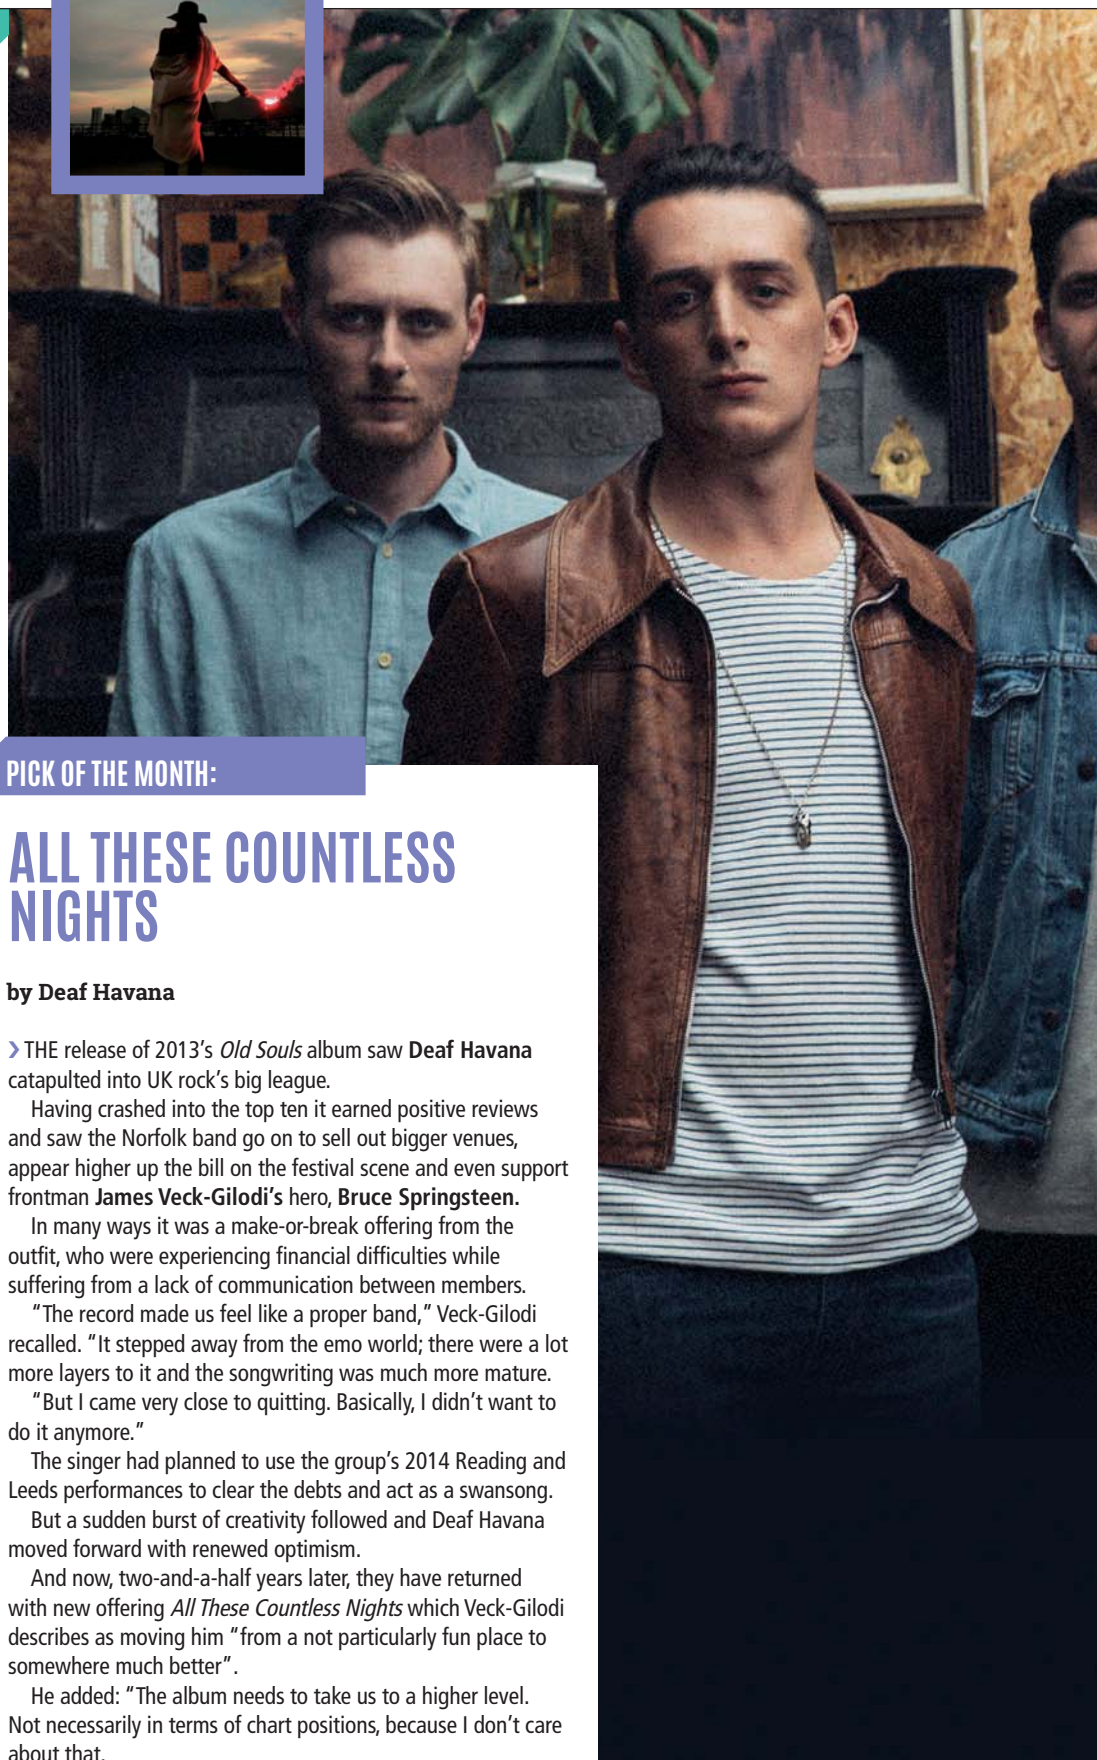 PICK OF THE MONTH:
ALL THESE COUNTLESS
NIGHTS
by Deaf Havana
❯ THE release of 2013’s Old Souls album saw Deaf Havana
catapulted into UK rock’s big league.
Having crashed into the top ten it earned positive reviews
and saw the Norfolk band go on to sell out bigger venues,
appear higher up the bill on the festival scene and even support
frontman James Veck-Gilodi’s hero, Bruce Springsteen.
In many ways it was a make-or-break offering from the
outfit, who were experiencing financial difficulties while
suffering from a lack of communication between members.
“The record made us feel like a proper band,” Veck-Gilodi
recalled. “It stepped away from the emo world; there were a lot
more layers to it and the songwriting was much more mature.
“But I came very close to quitting. Basically, I didn’t want to
do it anymore.”
The singer had planned to use the group’s 2014 Reading and
Leeds performances to clear the debts and act as a swansong.
But a sudden burst of creativity followed and Deaf Havana
moved forward with renewed optimism.
And now, two-and-a-half years later, they have returned
with new offering All These Countless Nights which Veck-Gilodi
describes as moving him “from a not particularly fun place to
somewhere much better”.
He added: “The album needs to take us to a higher level.
Not necessarily in terms of chart positions, because I don’t care
about that.